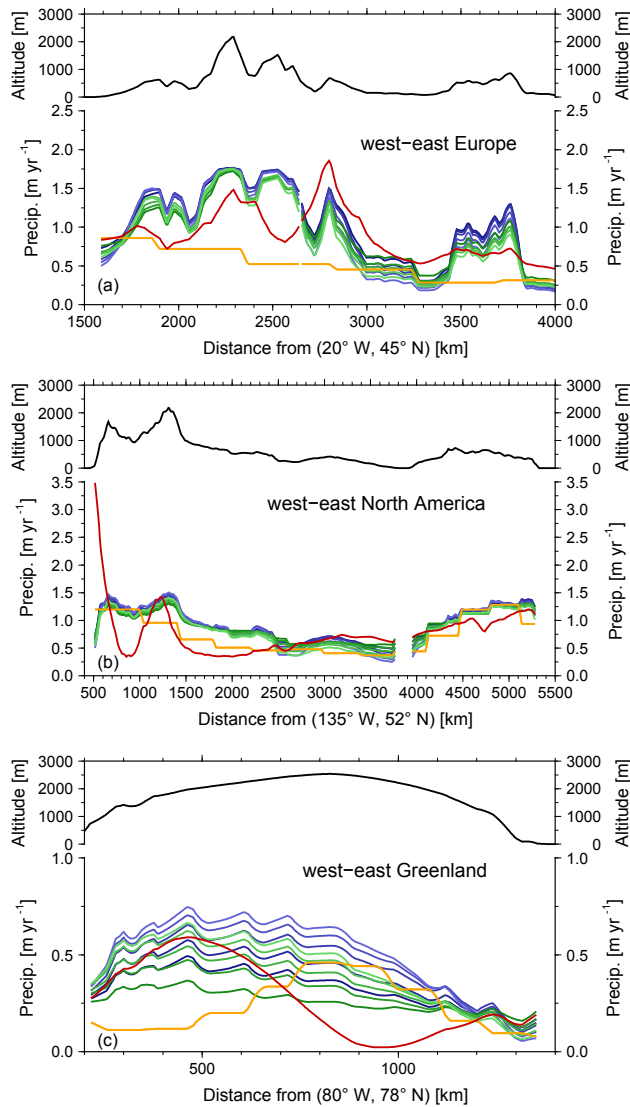 3000 3000
2000 2000
1000 1000
0 0
Altitude [m] Altitude [m]
west−east Europe
2.5 2.5
2.0 2.0
1.5 1.5
1.0 1.0
0.5 0.5
0.0 0.0
Precip. [m yr⁻¹] Precip. [m yr⁻¹]
(a)
1500 2000 2500 3000 3500 4000
Distance from (20° W, 45° N) [km]
3000 3000
2000 2000
1000 1000
0 0
Altitude [m] Altitude [m]
west−east North America
3.5 3.5
3.0 3.0
2.5 2.5
2.0 2.0
1.5 1.5
1.0 1.0
0.5 0.5
0.0 0.0
Precip. [m yr⁻¹] Precip. [m yr⁻¹]
(b)
500 1000 1500 2000 2500 3000 3500 4000 4500 5000 5500
Distance from (135° W, 52° N) [km]
3000 3000
2000 2000
1000 1000
0 0
Altitude [m] Altitude [m]
west−east Greenland
1.0 1.0
0.5 0.5
0.0 0.0
Precip. [m yr⁻¹] Precip. [m yr⁻¹]
(c)
500 1000
Distance from (80° W, 78° N) [km]